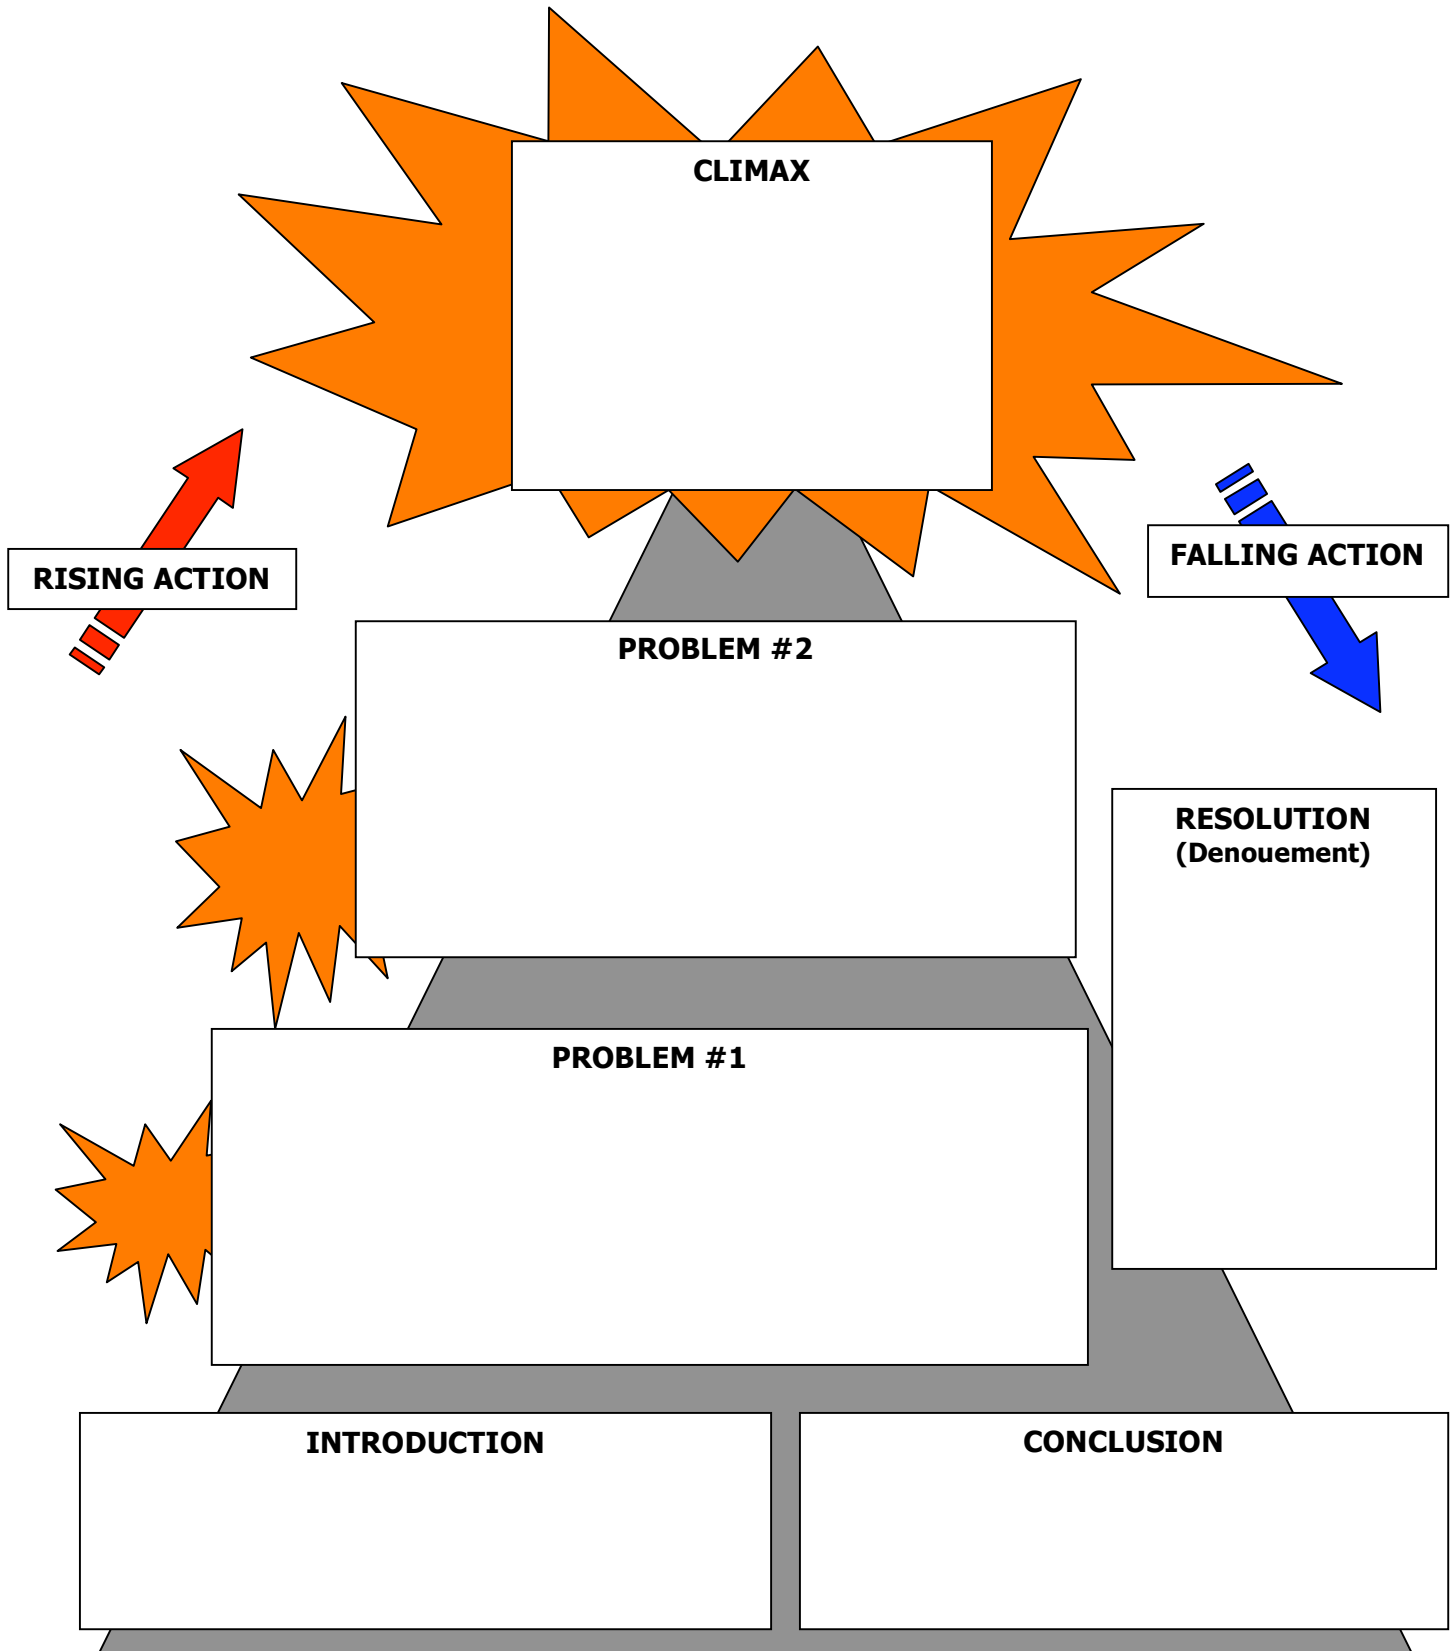 CLIMAX
RISING ACTION
FALLING ACTION
PROBLEM #2
RESOLUTION
(Denouement)
PROBLEM #1
INTRODUCTION
CONCLUSION